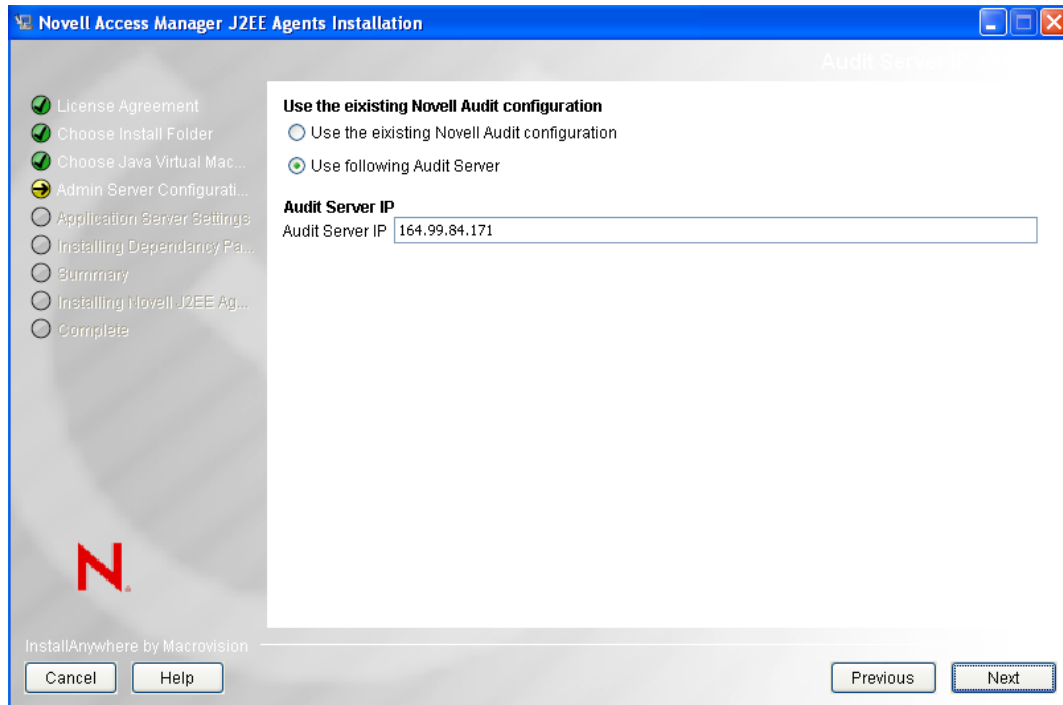 Novell Access Manager J2EE Agents Installation
Audit Server
License Agreement
Choose Install Folder
Choose Java Virtual Mac...
Admin Server Configurati...
Application Server Settings
Installing Dependancy Pa...
Summary
Installing Novell J2EE Ag...
Complete
Use the eixisting Novell Audit configuration
Use the eixisting Novell Audit configuration
Use following Audit Server
Audit Server IP
Audit Server IP 164.99.84.171
N
InstallAnywhere by Macrovision
Cancel Help Previous Next